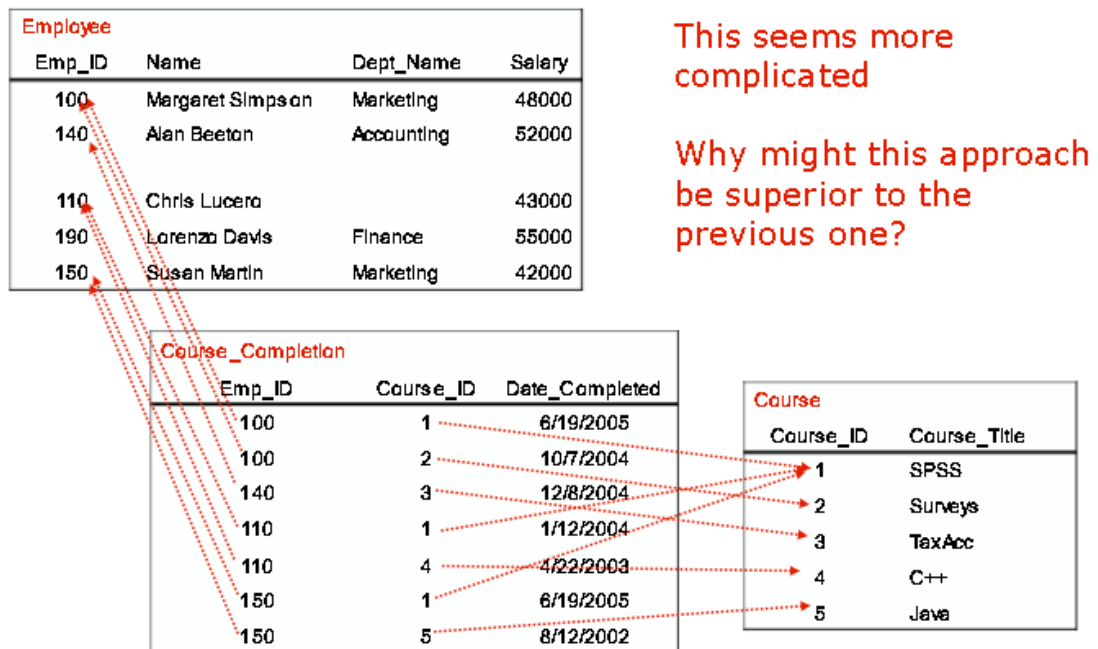 Employee
Emp_ID Name Dept_Name Salary
100 Margaret Simpson Marketing 48000
140 Alan Beeton Accounting 52000
110 Chris Lucero 43000
190 Lorenzo Davis Finance 55000
150 Susan Martin Marketing 42000
This seems more
complicated
Why might this approach
be superior to the
previous one?
Course_Completion
Emp_ID Course_ID Date_Completed
100 1 6/19/2005
100 2 10/7/2004
140 3 12/8/2004
110 1 1/12/2004
110 4 4/22/2003
150 1 6/19/2005
150 5 8/12/2002
Course
Course_ID Course_Title
1 SPSS
2 Surveys
3 TaxAcc
4 C++
5 Java